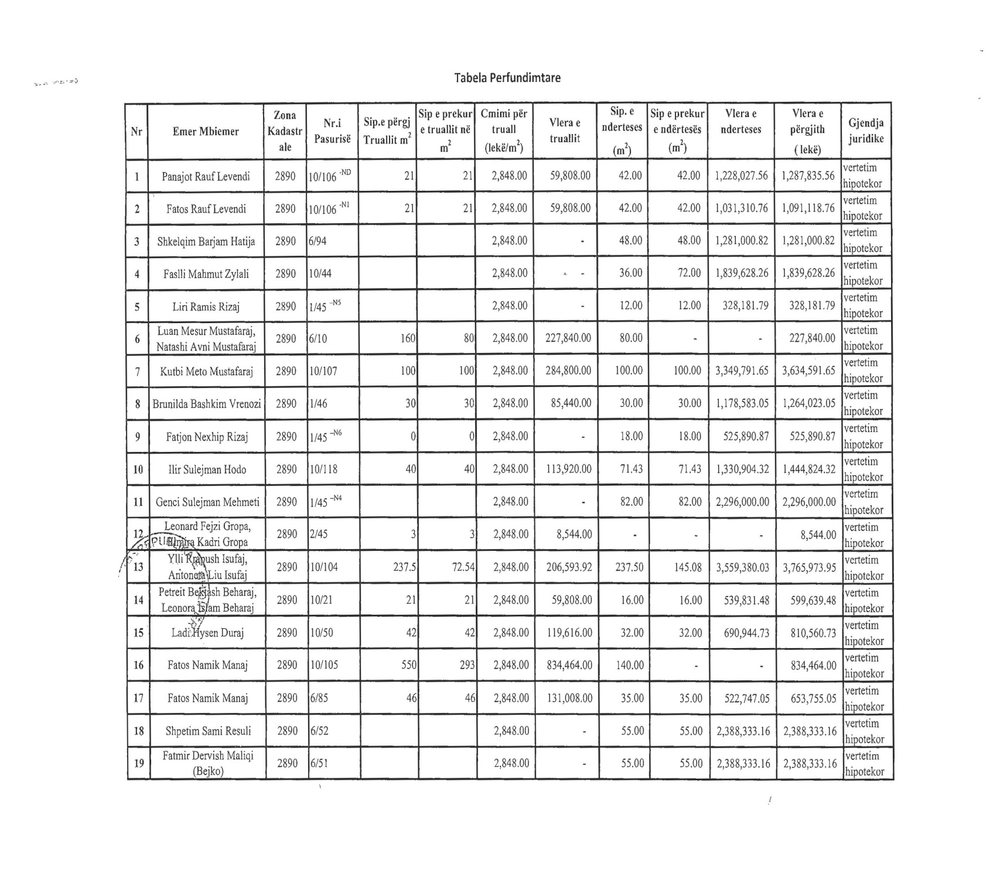 Tabela Perfundimtare
Nr Emer Mbiemer Zona Kadastr ale Nr.i Pasurisë Sip.e përgj Truallit m² Sip e prekur e truallit në m² Cmimi për truall (lekë/m²) Vlera e truallit Sip. e nderteses (m²) Sip e prekur e ndërtesës (m²) Vlera e nderteses Vlera e përgjith ( lekë) Gjendja juridike
1 Panajot Rauf Levendi 2890 10/106 -ND 21 21 2,848.00 59,808.00 42.00 42.00 1,228,027.56 1,287,835.56 vertetim hipotekor
2 Fatos Rauf Levendi 2890 10/106 -N1 21 21 2,848.00 59,808.00 42.00 42.00 1,031,310.76 1,091,118.76 vertetim hipotekor
3 Shkelqim Barjam Hatija 2890 6/94 2,848.00 - 48.00 48.00 1,281,000.82 1,281,000.82 vertetim hipotekor
4 Faslli Mahmut Zylali 2890 10/44 2,848.00 - 36.00 72.00 1,839,628.26 1,839,628.26 vertetim hipotekor
5 Liri Ramis Rizaj 2890 1/45 -N5 2,848.00 - 12.00 12.00 328,181.79 328,181.79 vertetim hipotekor
6 Luan Mesur Mustafaraj, Natashi Avni Mustafaraj 2890 6/10 160 80 2,848.00 227,840.00 80.00 - - 227,840.00 vertetim hipotekor
7 Kutbi Meto Mustafaraj 2890 10/107 100 100 2,848.00 284,800.00 100.00 100.00 3,349,791.65 3,634,591.65 vertetim hipotekor
8 Brunilda Bashkim Vrenozi 2890 1/46 30 30 2,848.00 85,440.00 30.00 30.00 1,178,583.05 1,264,023.05 vertetim hipotekor
9 Fatjon Nexhip Rizaj 2890 1/45 -N6 0 0 2,848.00 - 18.00 18.00 525,890.87 525,890.87 vertetim hipotekor
10 Ilir Sulejman Hodo 2890 10/118 40 40 2,848.00 113,920.00 71.43 71.43 1,330,904.32 1,444,824.32 vertetim hipotekor
11 Genci Sulejman Mehmeti 2890 1/45 -N4 2,848.00 - 82.00 82.00 2,296,000.00 2,296,000.00 vertetim hipotekor
12 Leonard Fejzi Gropa, Elmira Kadri Gropa 2890 2/45 3 3 2,848.00 8,544.00 - - - 8,544.00 vertetim hipotekor
13 Ylli Rrapush Isufaj, Antoneta Liu Isufaj 2890 10/104 237.5 72.54 2,848.00 206,593.92 237.50 145.08 3,559,380.03 3,765,973.95 vertetim hipotekor
14 Petreit Bektash Beharaj, Leonora Islam Beharaj 2890 10/21 21 21 2,848.00 59,808.00 16.00 16.00 539,831.48 599,639.48 vertetim hipotekor
15 Ladi Hysen Duraj 2890 10/50 42 42 2,848.00 119,616.00 32.00 32.00 690,944.73 810,560.73 vertetim hipotekor
16 Fatos Namik Manaj 2890 10/105 550 293 2,848.00 834,464.00 140.00 - - 834,464.00 vertetim hipotekor
17 Fatos Namik Manaj 2890 6/85 46 46 2,848.00 131,008.00 35.00 35.00 522,747.05 653,755.05 vertetim hipotekor
18 Shpetim Sami Resuli 2890 6/52 2,848.00 - 55.00 55.00 2,388,333.16 2,388,333.16 vertetim hipotekor
19 Fatmir Dervish Maliqi (Bejko) 2890 6/51 2,848.00 - 55.00 55.00 2,388,333.16 2,388,333.16 vertetim hipotekor